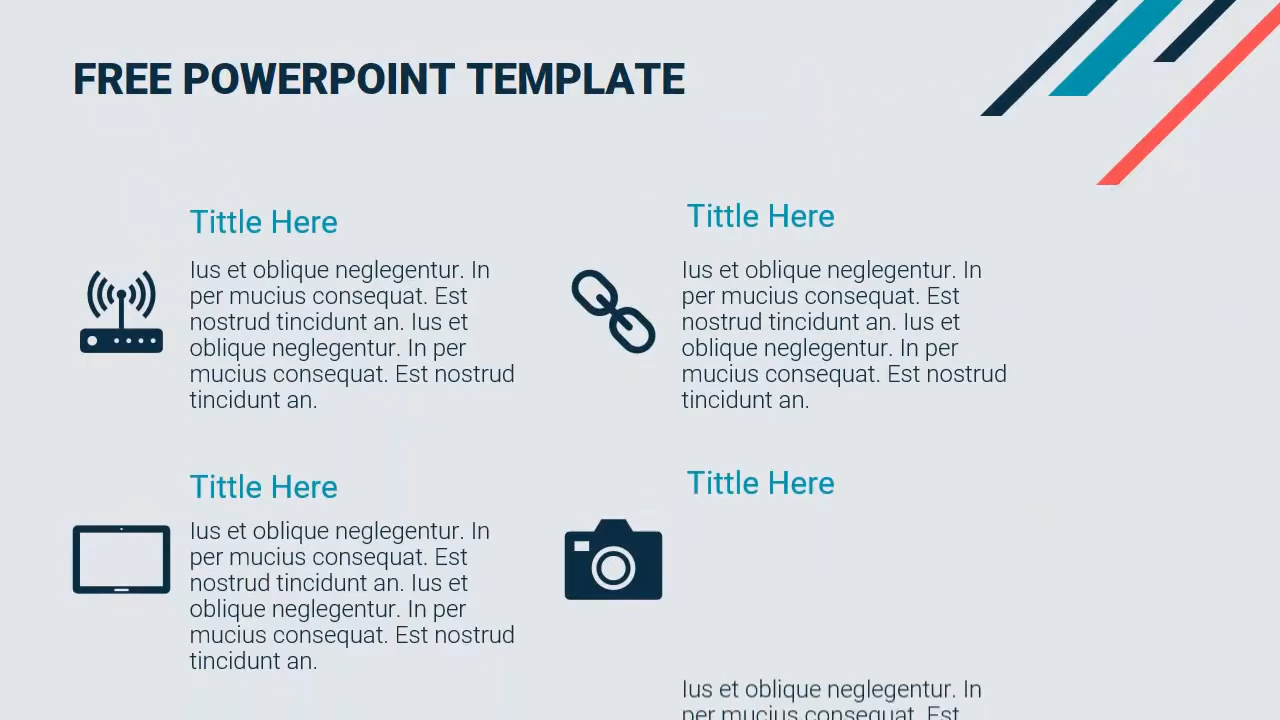 FREE POWERPOINT TEMPLATE
Tittle Here
Ius et oblique neglegentur. In
per mucius consequat. Est
nostrud tincidunt an. Ius et
oblique neglegentur. In per
mucius consequat. Est nostrud
tincidunt an.
Tittle Here
Ius et oblique neglegentur. In
per mucius consequat. Est
nostrud tincidunt an. Ius et
oblique neglegentur. In per
mucius consequat. Est nostrud
tincidunt an.
Tittle Here
Ius et oblique neglegentur. In
per mucius consequat. Est
nostrud tincidunt an. Ius et
oblique neglegentur. In per
mucius consequat. Est nostrud
tincidunt an.
Tittle Here
Ius et oblique neglegentur. In
per mucius consequat. Est